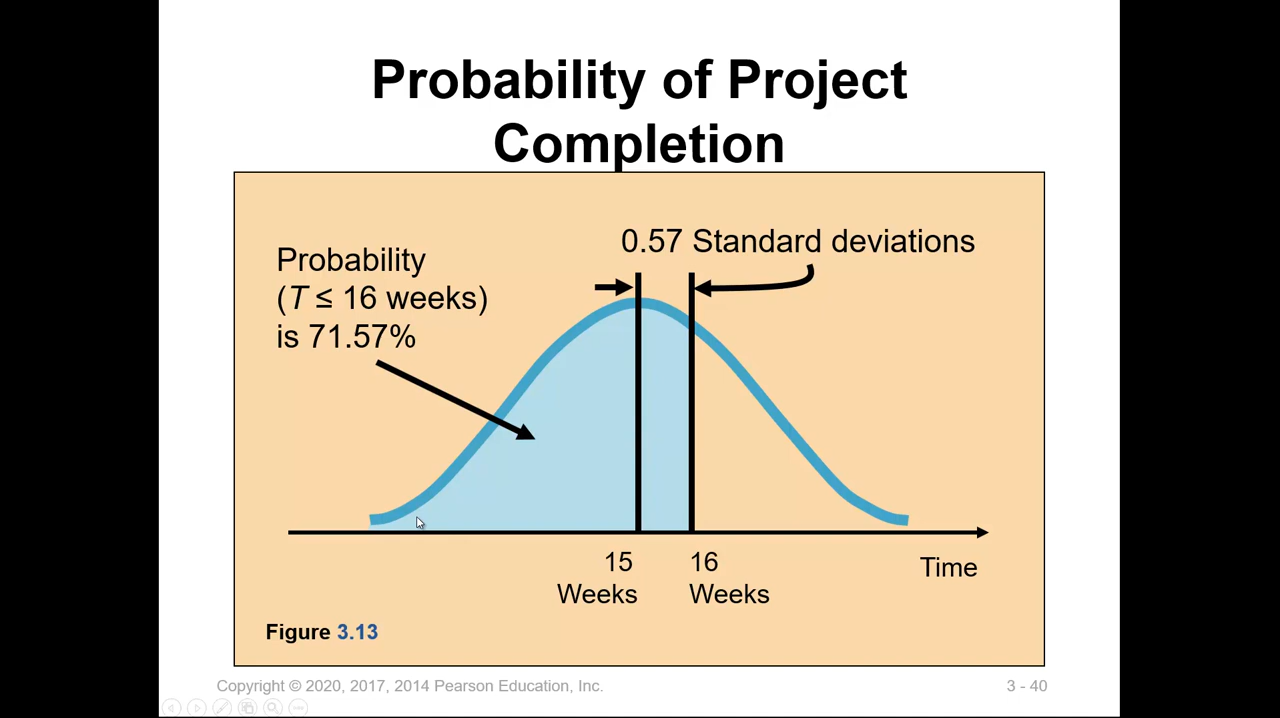 Probability of Project
Completion
0.57 Standard deviations
Probability
(T ≤ 16 weeks)
is 71.57%
15
Weeks
16
Weeks
Time
Figure 3.13
Copyright © 2020, 2017, 2014 Pearson Education, Inc.
3 - 40